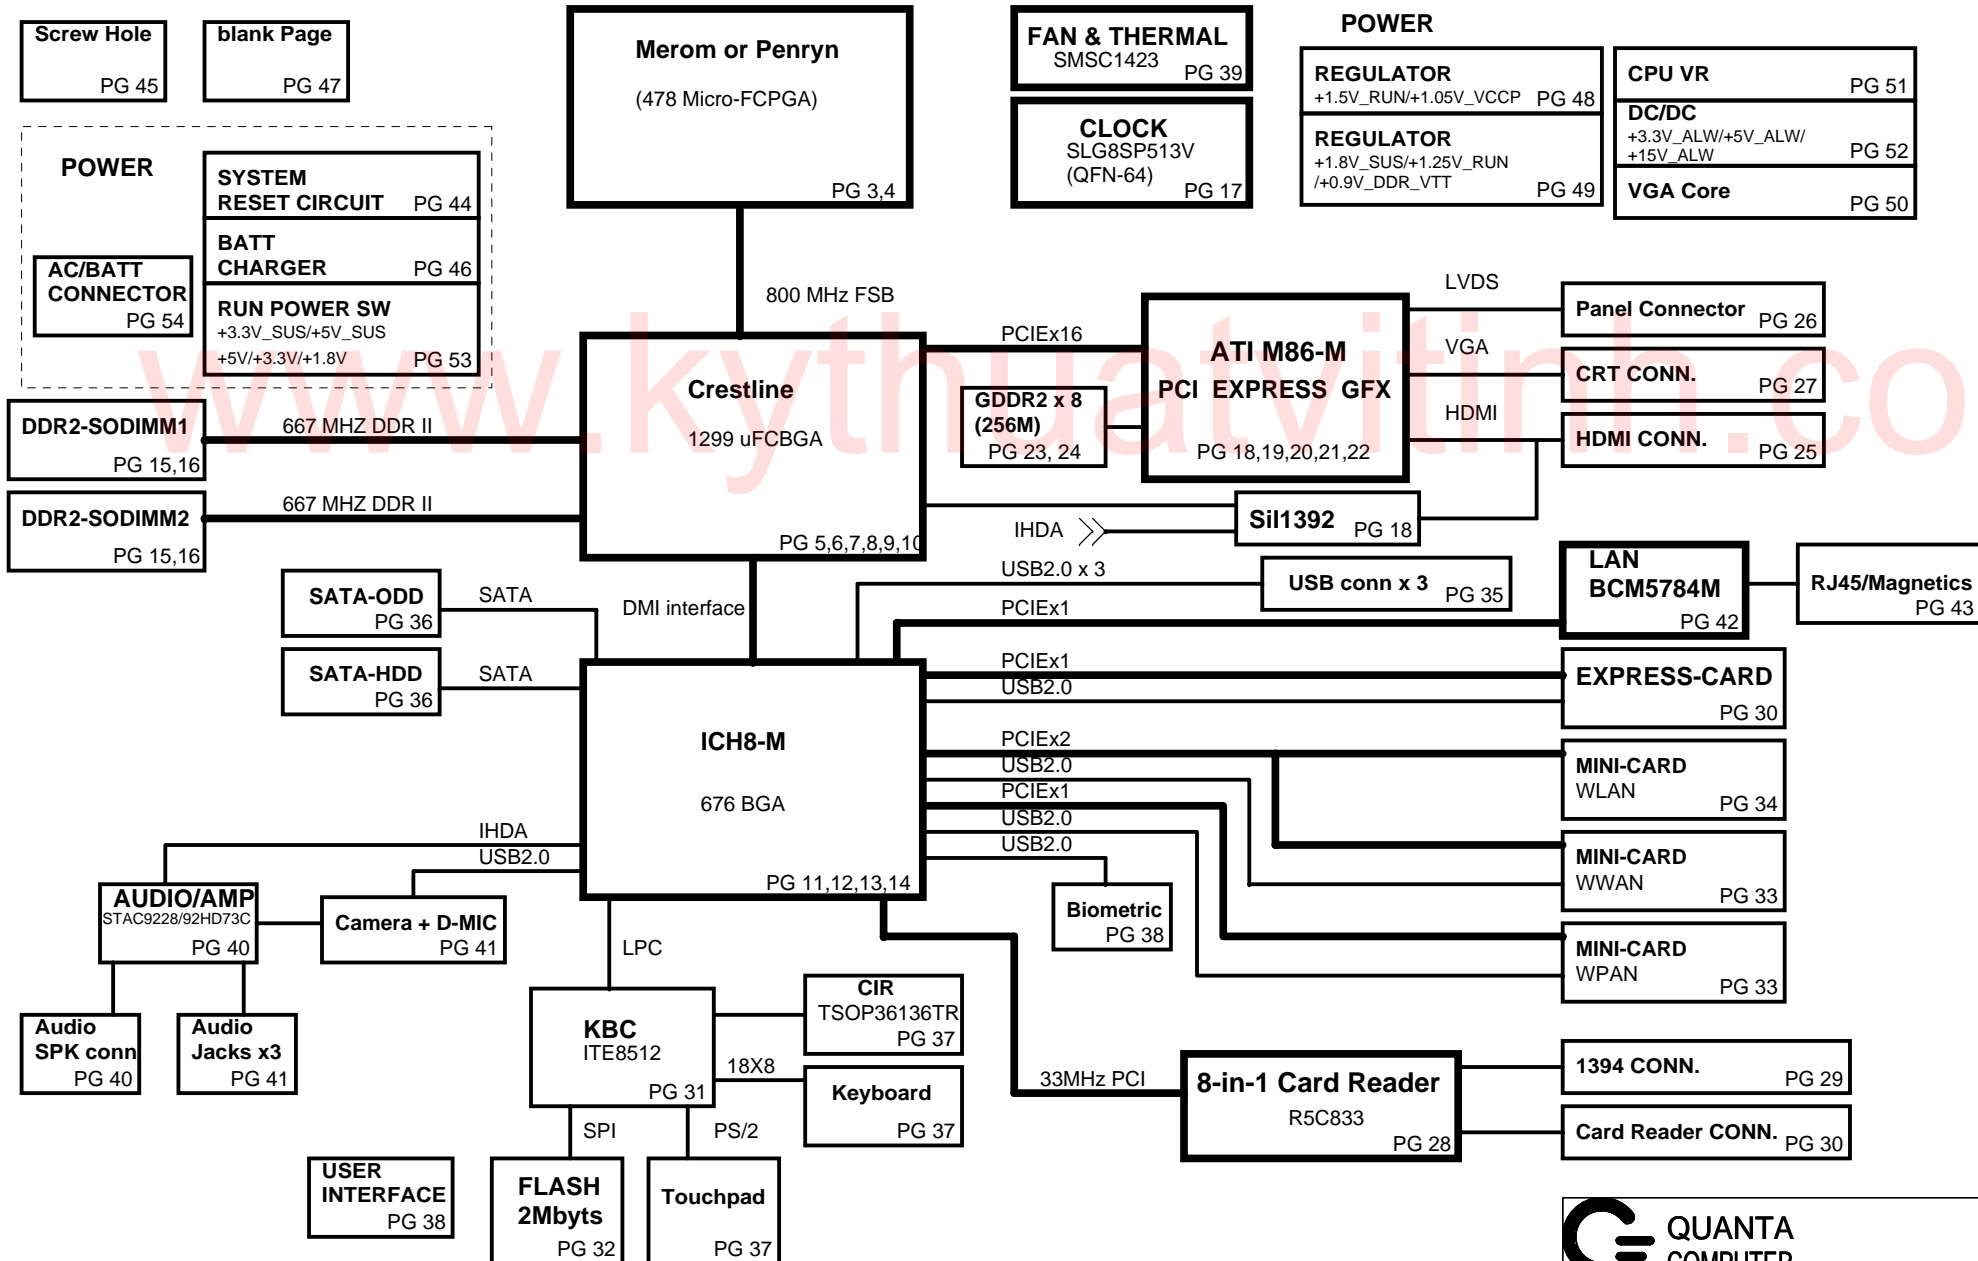 Screw Hole
PG 45
blank Page
PG 47
Merom or Penryn
(478 Micro-FCPGA)
PG 3,4
FAN & THERMAL
SMSC1423
PG 39
CLOCK
SLG8SP513V
(QFN-64)
PG 17
POWER
REGULATOR
+1.5V_RUN/+1.05V_VCCP PG 48
REGULATOR
+1.8V_SUS/+1.25V_RUN
/+0.9V_DDR_VTT
PG 49
CPU VR
PG 51
DC/DC
+3.3V_ALW/+5V_ALW/
+15V_ALW
PG 52
VGA Core
PG 50
POWER
SYSTEM
RESET CIRCUIT PG 44
BATT
CHARGER PG 46
AC/BATT
CONNECTOR
PG 54
RUN POWER SW
+3.3V_SUS/+5V_SUS
+5V/+3.3V/+1.8V PG 53
800 MHz FSB
www.kythuatvitinh.co
Crestline
1299 uFCBGA
PG 5,6,7,8,9,10
PCIEx16
ATI M86-M
PCI EXPRESS GFX
PG 18,19,20,21,22
GDDR2 x 8
(256M)
PG 23, 24
LVDS
Panel Connector
PG 26
VGA
CRT CONN.
PG 27
HDMI
HDMI CONN.
PG 25
DDR2-SODIMM1
PG 15,16
667 MHZ DDR II
DDR2-SODIMM2
PG 15,16
667 MHZ DDR II
IHDA
SiI1392
PG 18
USB2.0 x 3
USB conn x 3
PG 35
PCIEx1
LAN
BCM5784M
PG 42
RJ45/Magnetics
PG 43
SATA-ODD
PG 36
SATA
DMI interface
SATA-HDD
PG 36
SATA
ICH8-M
676 BGA
PG 11,12,13,14
PCIEx1
USB2.0
EXPRESS-CARD
PG 30
PCIEx2
USB2.0
PCIEx1
USB2.0
USB2.0
MINI-CARD
WLAN
PG 34
MINI-CARD
WWAN
PG 33
MINI-CARD
WPAN
PG 33
Biometric
PG 38
IHDA
USB2.0
AUDIO/AMP
STAC9228/92HD73C
PG 40
Camera + D-MIC
PG 41
LPC
Audio
SPK conn
PG 40
Audio
Jacks x3
PG 41
KBC
ITE8512
PG 31
CIR
TSOP36136TR
PG 37
18X8
Keyboard
PG 37
33MHz PCI
8-in-1 Card Reader
R5C833
PG 28
1394 CONN.
PG 29
Card Reader CONN.
PG 30
SPI
PS/2
USER
INTERFACE
PG 38
FLASH
2Mbyts
PG 32
Touchpad
PG 37
QUANTA
COMPUTER